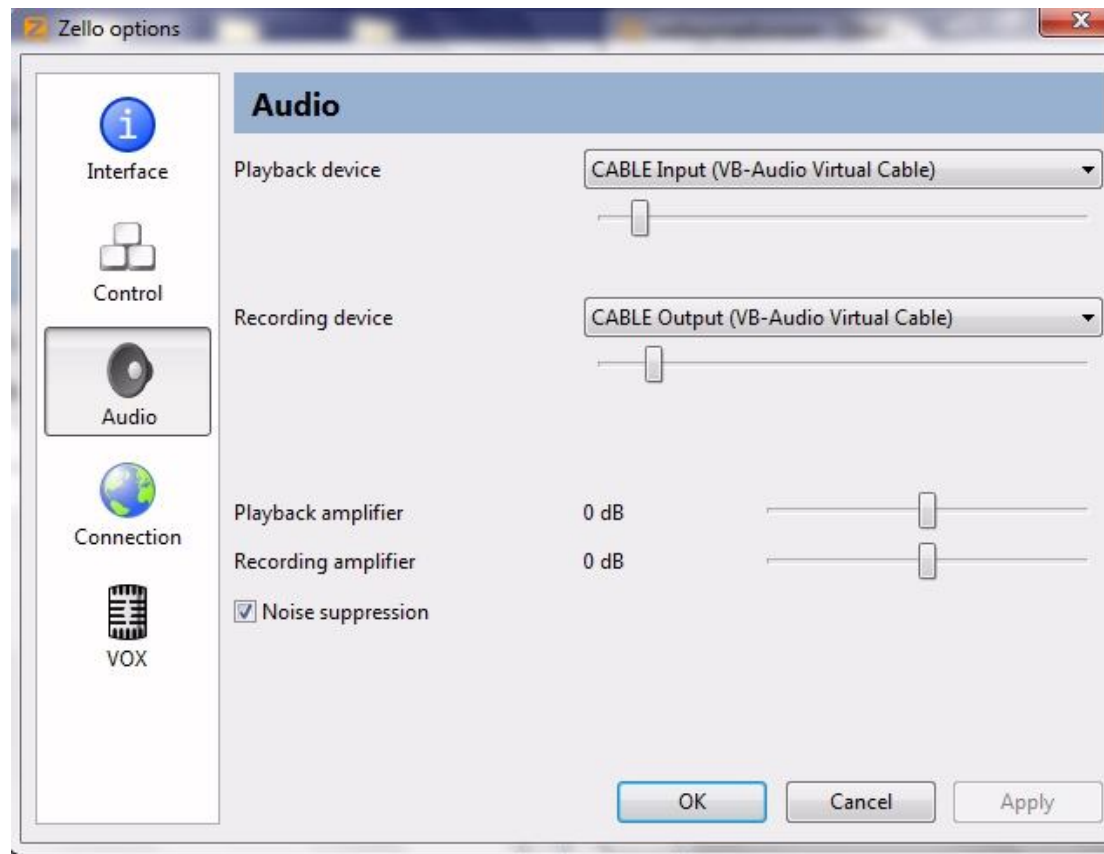 Zello options
Audio
Interface
Playback device
CABLE Input (VB-Audio Virtual Cable)
Control
Recording device
CABLE Output (VB-Audio Virtual Cable)
Audio
Connection
Playback amplifier
0 dB
Recording amplifier
0 dB
Noise suppression
VOX
OK
Cancel
Apply